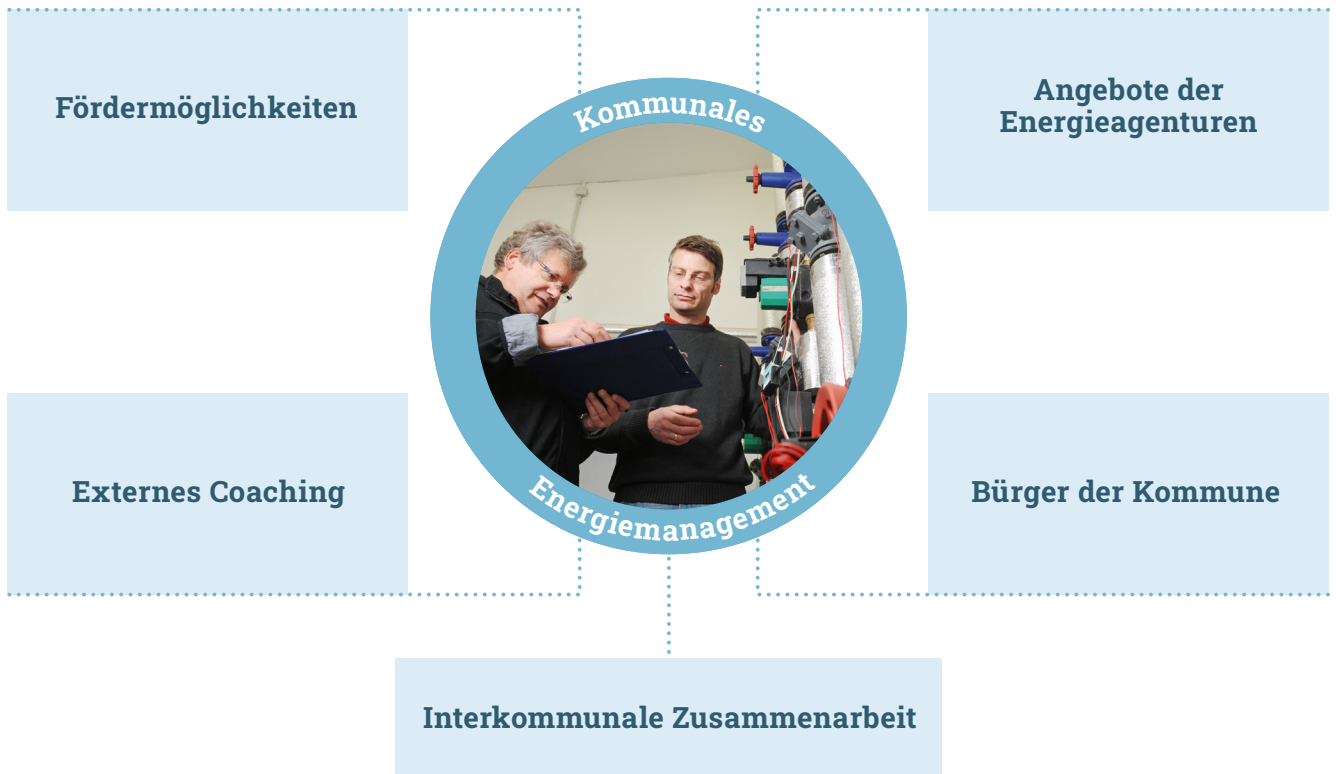 Fördermöglichkeiten
Angebote der
Energieagenturen
Kommunales
Energiemanagement
Externes Coaching
Bürger der Kommune
Interkommunale Zusammenarbeit